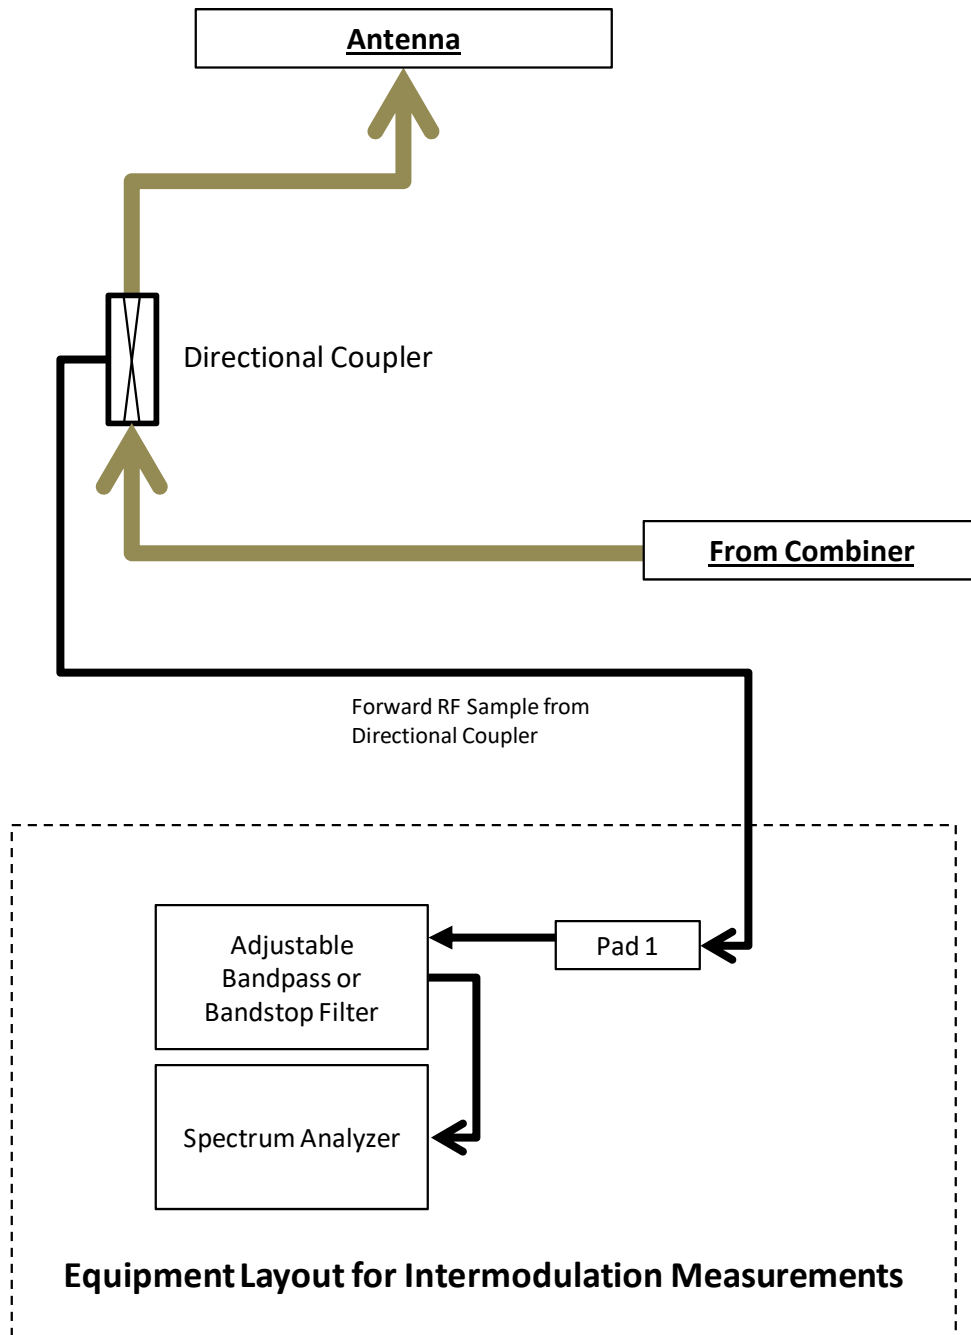 Antenna
Directional Coupler
From Combiner
Forward RF Sample from
Directional Coupler
Adjustable
Bandpass or
Bandstop Filter
Pad 1
Spectrum Analyzer
Equipment Layout for Intermodulation Measurements